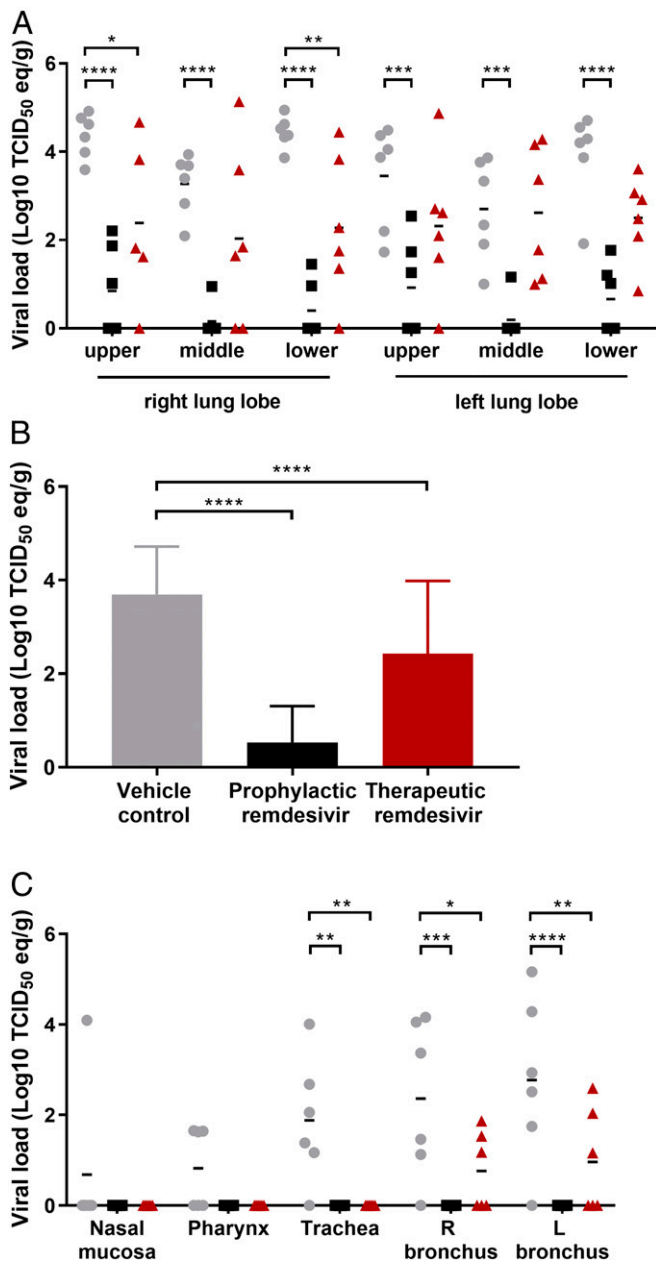 A
Viral load (Log10 TCID50 eq/g)
6
4
2
0
*
****
****
**
****
***
***
****
upper middle lower upper middle lower
right lung lobe left lung lobe
B
Viral load (Log10 TCID50 eq/g)
6
4
2
0
****
****
Vehicle control
Prophylactic remdesivir
Therapeutic remdesivir
C
Viral load (Log10 TCID50 eq/g)
6
4
2
0
**
**
*
***
**
****
Nasal mucosa
Pharynx
Trachea
R bronchus
L bronchus